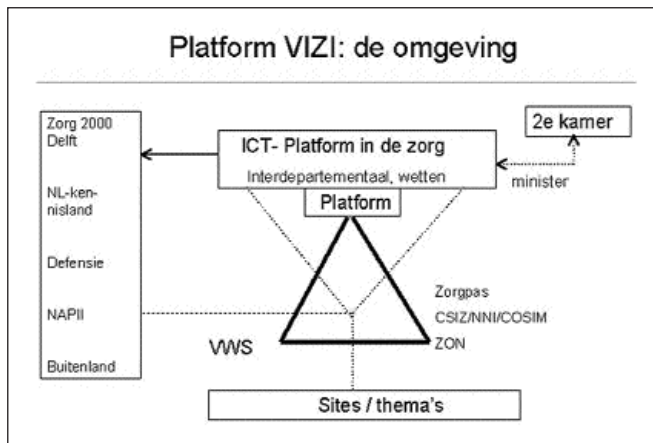 Platform VIZI: de omgeving
Zorg 2000
Delft
NL-ken-
nisland
Defensie
NAPII
Buitenland
ICT- Platform in de zorg
Interdepartementaal, wetten
Platform
2e kamer
minister
Zorgpas
CSIZ/NNI/COSIM
ZON
VWS
Sites / thema's